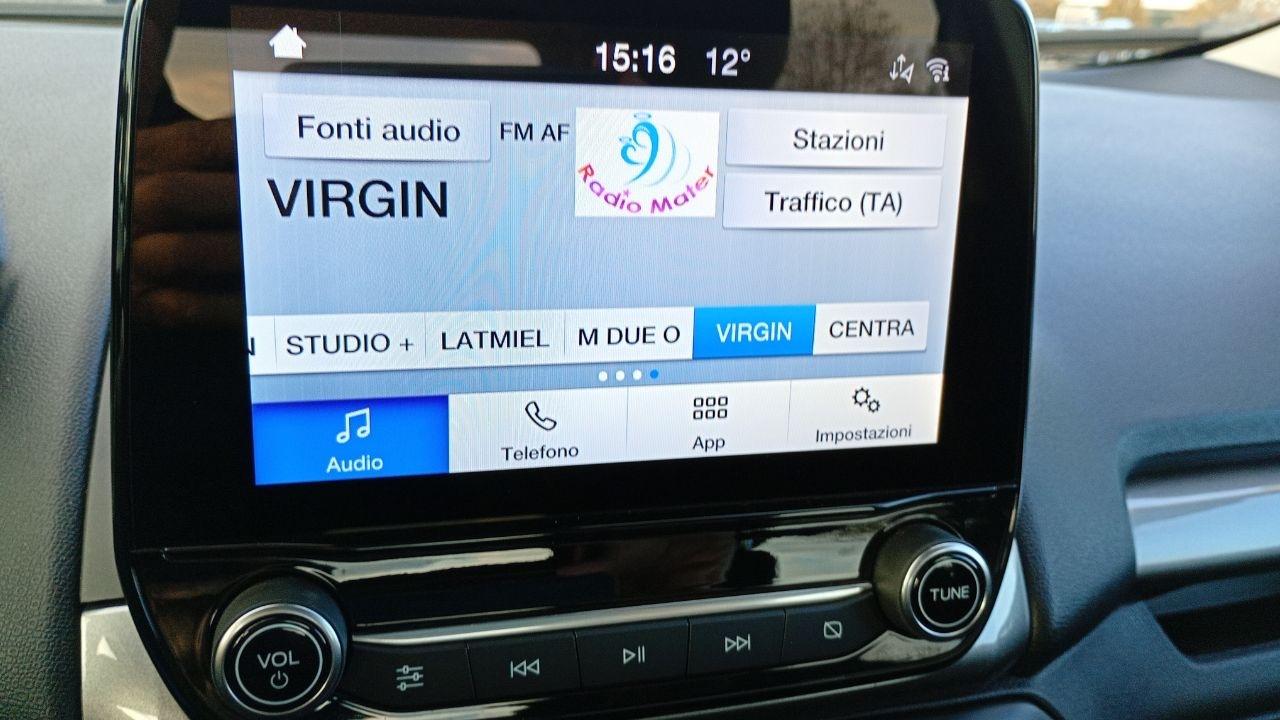 15:16 12°
Fonti audio FM AF Radio Mater Stazioni
VIRGIN Traffico (TA)
N STUDIO + LATMIEL M DUE O VIRGIN CENTRA
Audio Telefono App Impostazioni
VOL TUNE